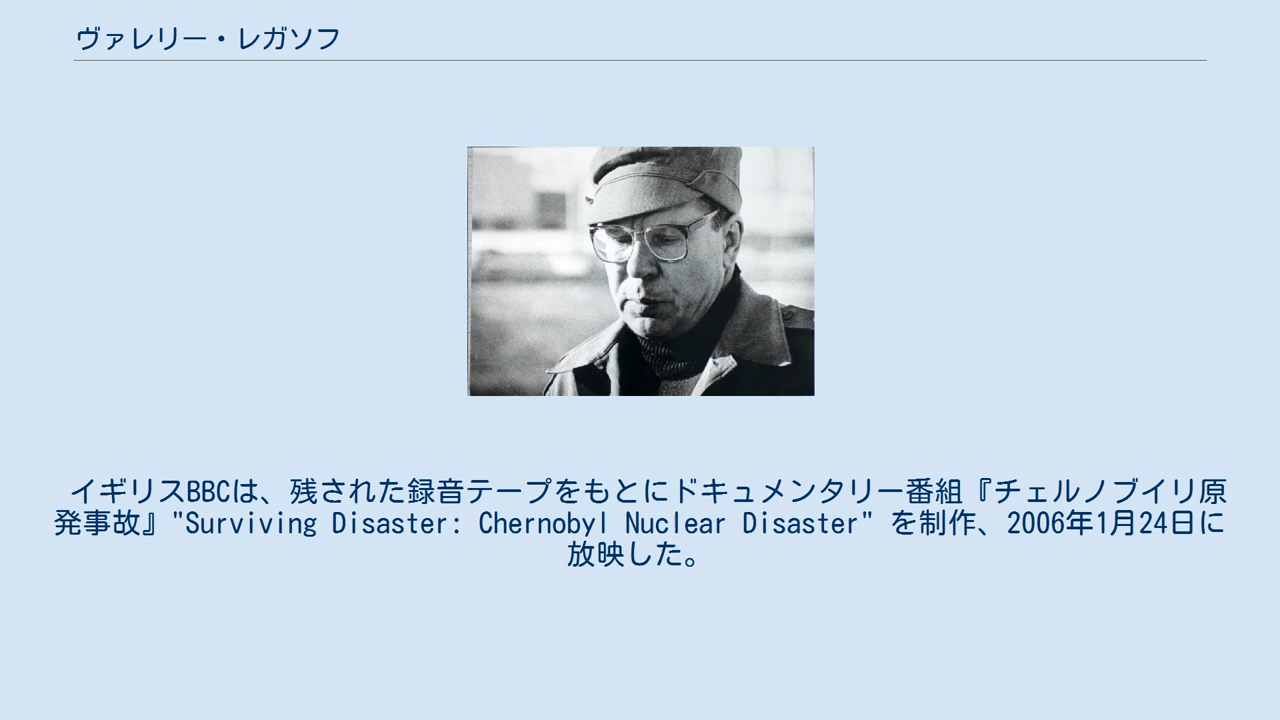 ヴァレリー・レガソフ
イギリスBBCは、残された録音テープをもとにドキュメンタリー番組『チェルノブイリ原
発事故』"Surviving Disaster: Chernobyl Nuclear Disaster" を制作、2006年1月24日に
放映した。